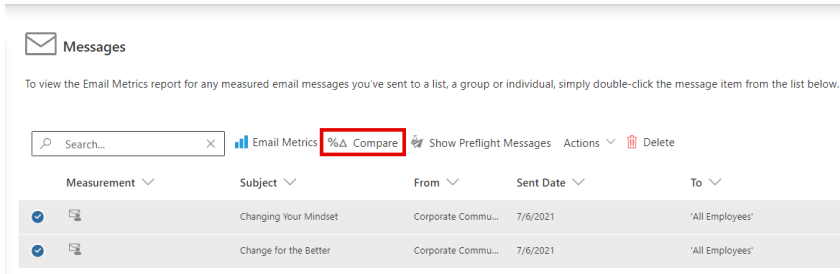 Messages
To view the Email Metrics report for any measured email messages you've sent to a list, a group or individual, simply double-click the message item from the list below.
Search... Email Metrics %Δ Compare Show Preflight Messages Actions Delete
Measurement Subject From Sent Date To
Changing Your Mindset Corporate Commu... 7/6/2021 'All Employees'
Change for the Better Corporate Commu... 7/6/2021 'All Employees'